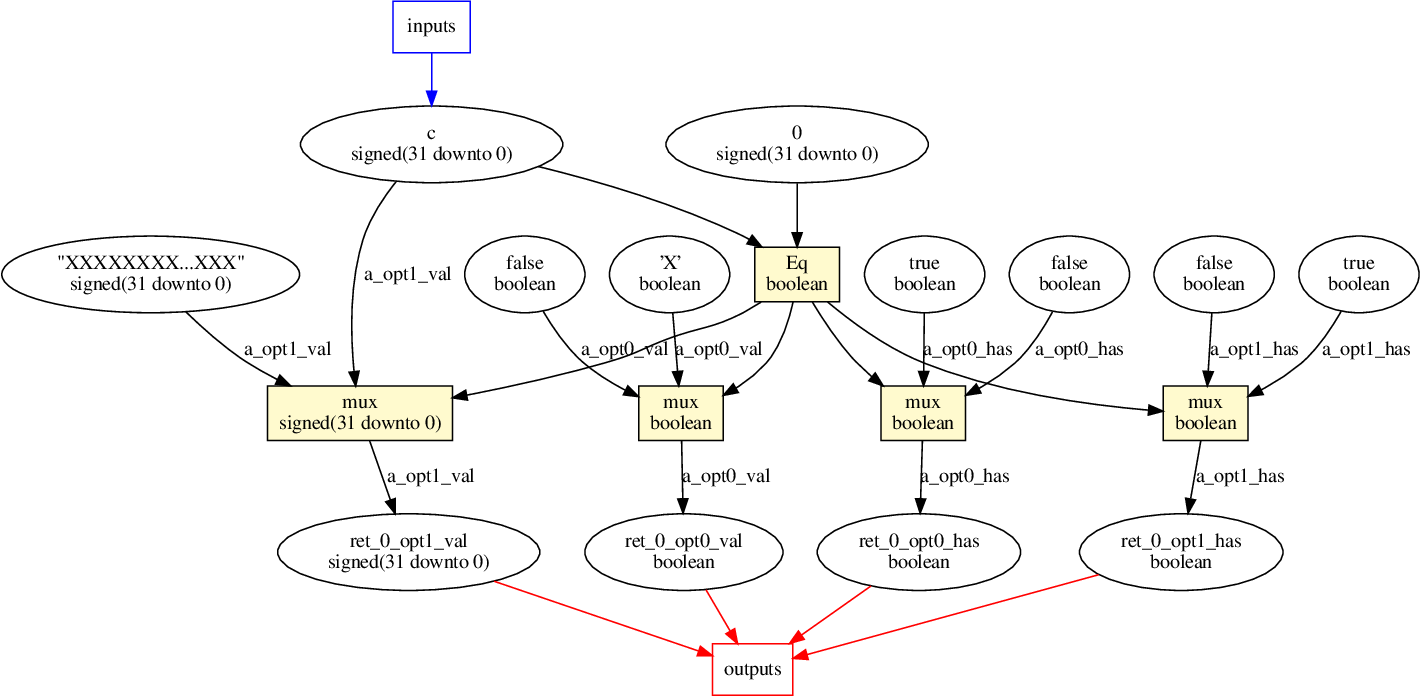 inputs
c
signed(31 downto 0)
0
signed(31 downto 0)
"XXXXXXXX...XXX"
signed(31 downto 0)
a_opt1_val
false
boolean
'X'
boolean
Eq
boolean
true
boolean
false
boolean
false
boolean
true
boolean
a_opt1_val
a_opt0_val
a_opt0_val
a_opt0_has
a_opt0_has
a_opt1_has
a_opt1_has
mux
signed(31 downto 0)
mux
boolean
mux
boolean
mux
boolean
a_opt1_val
a_opt0_val
a_opt0_has
a_opt1_has
ret_0_opt1_val
signed(31 downto 0)
ret_0_opt0_val
boolean
ret_0_opt0_has
boolean
ret_0_opt1_has
boolean
outputs